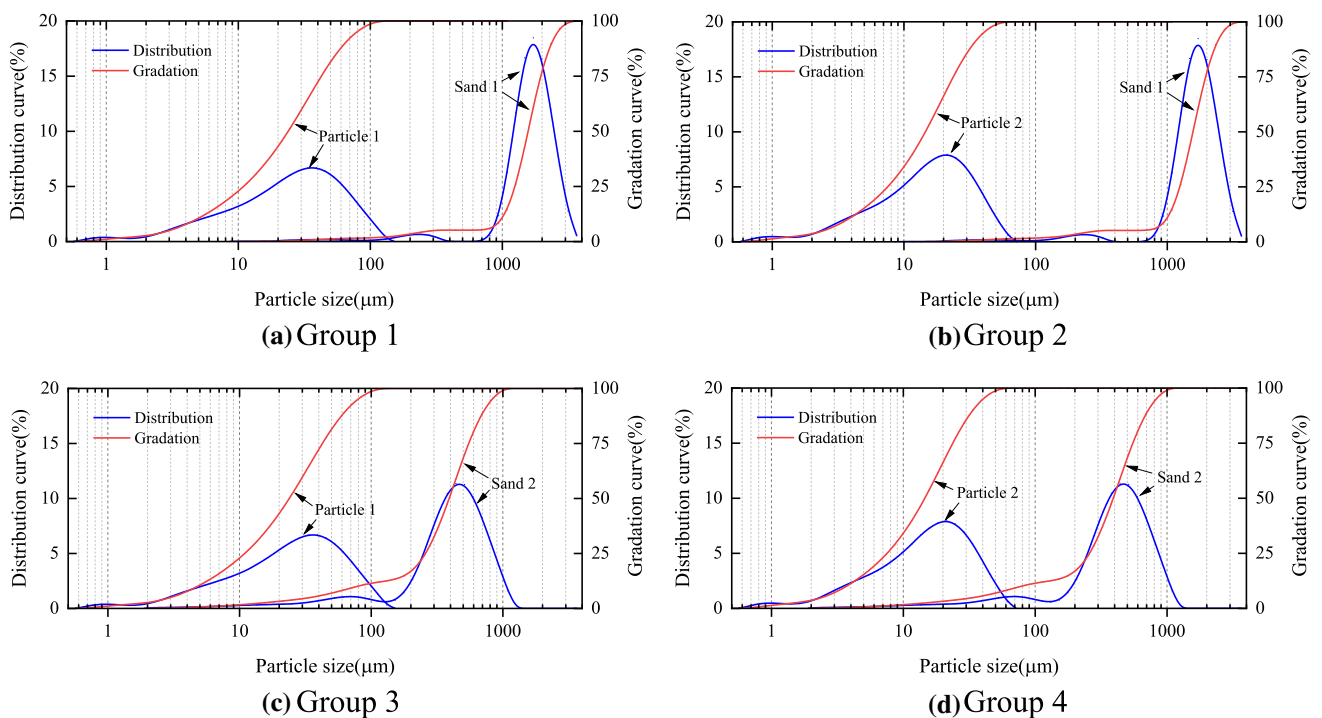 20
15
10
5
0
100
75
50
25
0
Distribution curve(%)
Gradation curve(%)
Distribution
Gradation
Sand 1
Particle 1
1
10
100
1000
Particle size(μm)
(a) Group 1
20
15
10
5
0
100
75
50
25
0
Distribution curve(%)
Gradation curve(%)
Distribution
Gradation
Sand 1
Particle 2
1
10
100
1000
Particle size(μm)
(b) Group 2
20
15
10
5
0
100
75
50
25
0
Distribution curve(%)
Gradation curve(%)
Distribution
Gradation
Sand 2
Particle 1
1
10
100
1000
Particle size(μm)
(c) Group 3
20
15
10
5
0
100
75
50
25
0
Distribution curve(%)
Gradation curve(%)
Distribution
Gradation
Sand 2
Particle 2
1
10
100
1000
Particle size(μm)
(d) Group 4